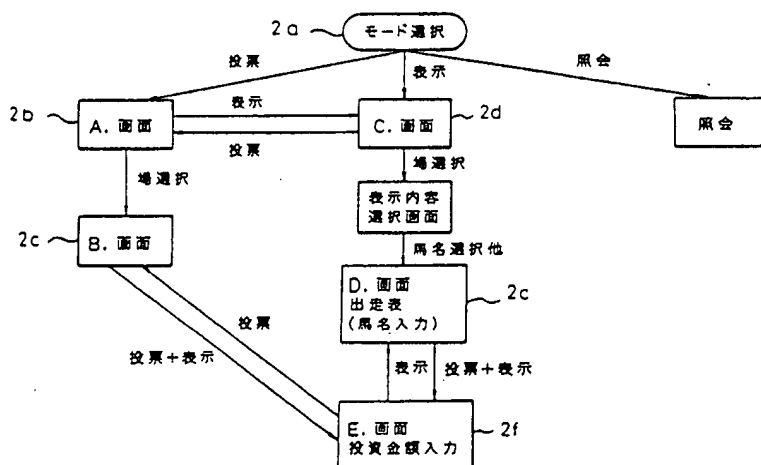 2a
モード選択
投票
表示
照会
2b
A. 画面
表示
投票
C. 画面
2d
照会
場選択
場選択
表示内容
選択画面
2c
B. 画面
馬名選択他
D. 画面
出走表
(馬名入力)
2c
投票
投票+表示
表示
投票+表示
E. 画面
投資金額入力
2f